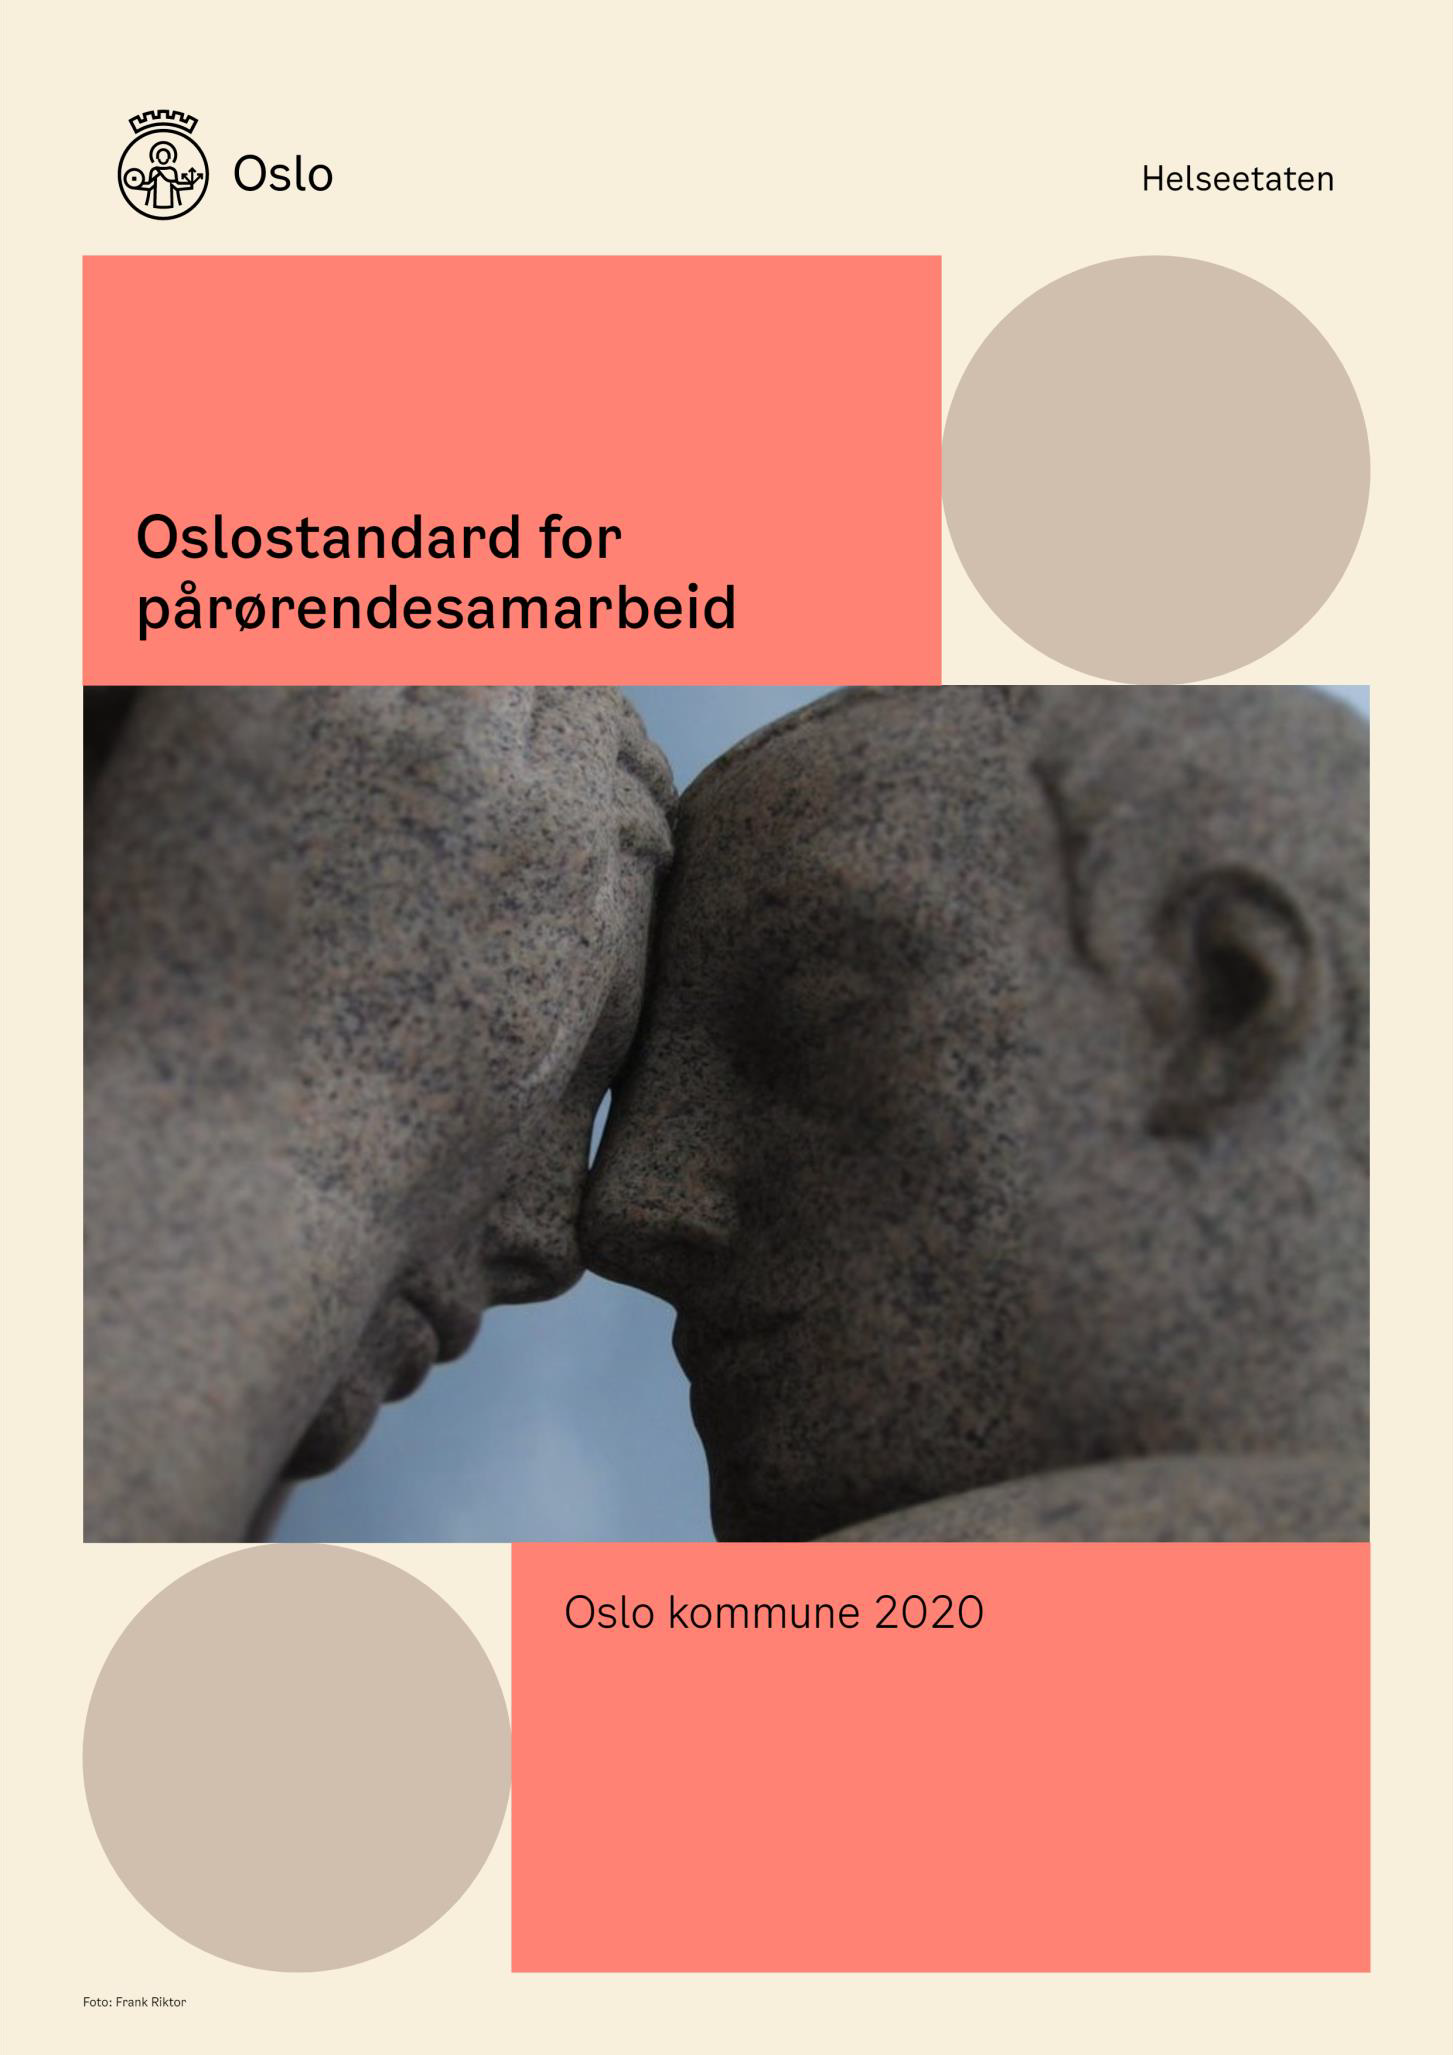 Oslo
Helseetaten
Oslostandard for
pårørendesamarbeid
Oslo kommune 2020
Foto: Frank Riktor